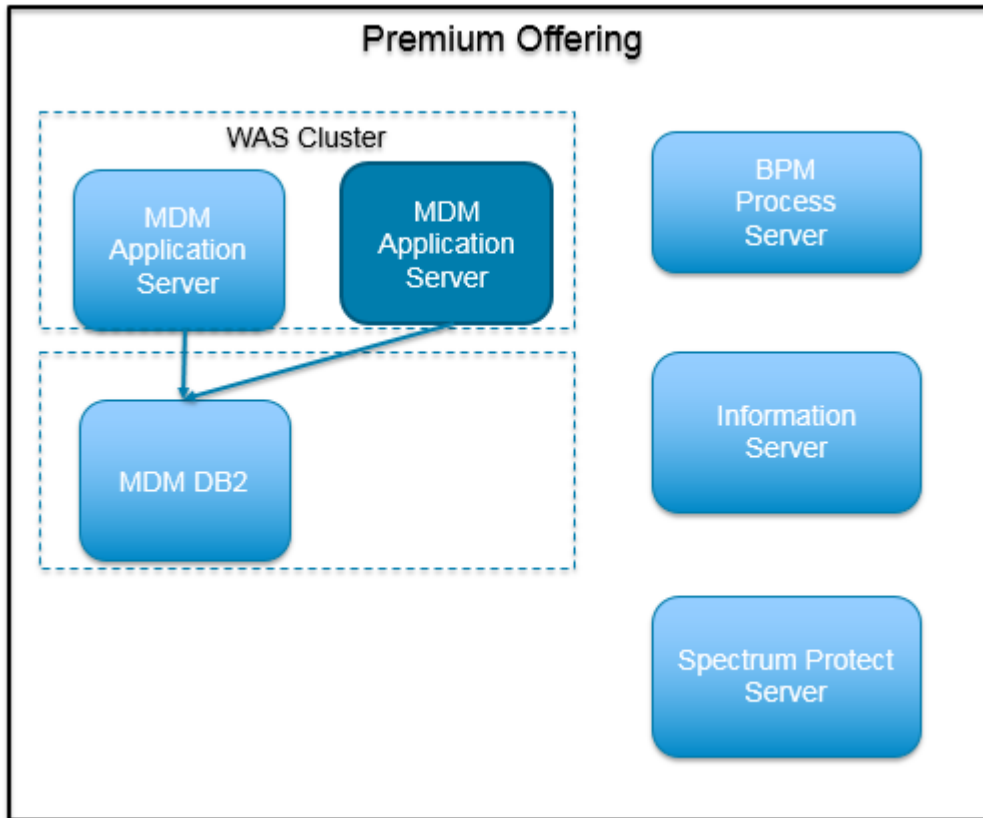 Premium Offering
WAS Cluster
MDM
Application
Server
MDM
Application
Server
MDM DB2
BPM
Process
Server
Information
Server
Spectrum Protect
Server